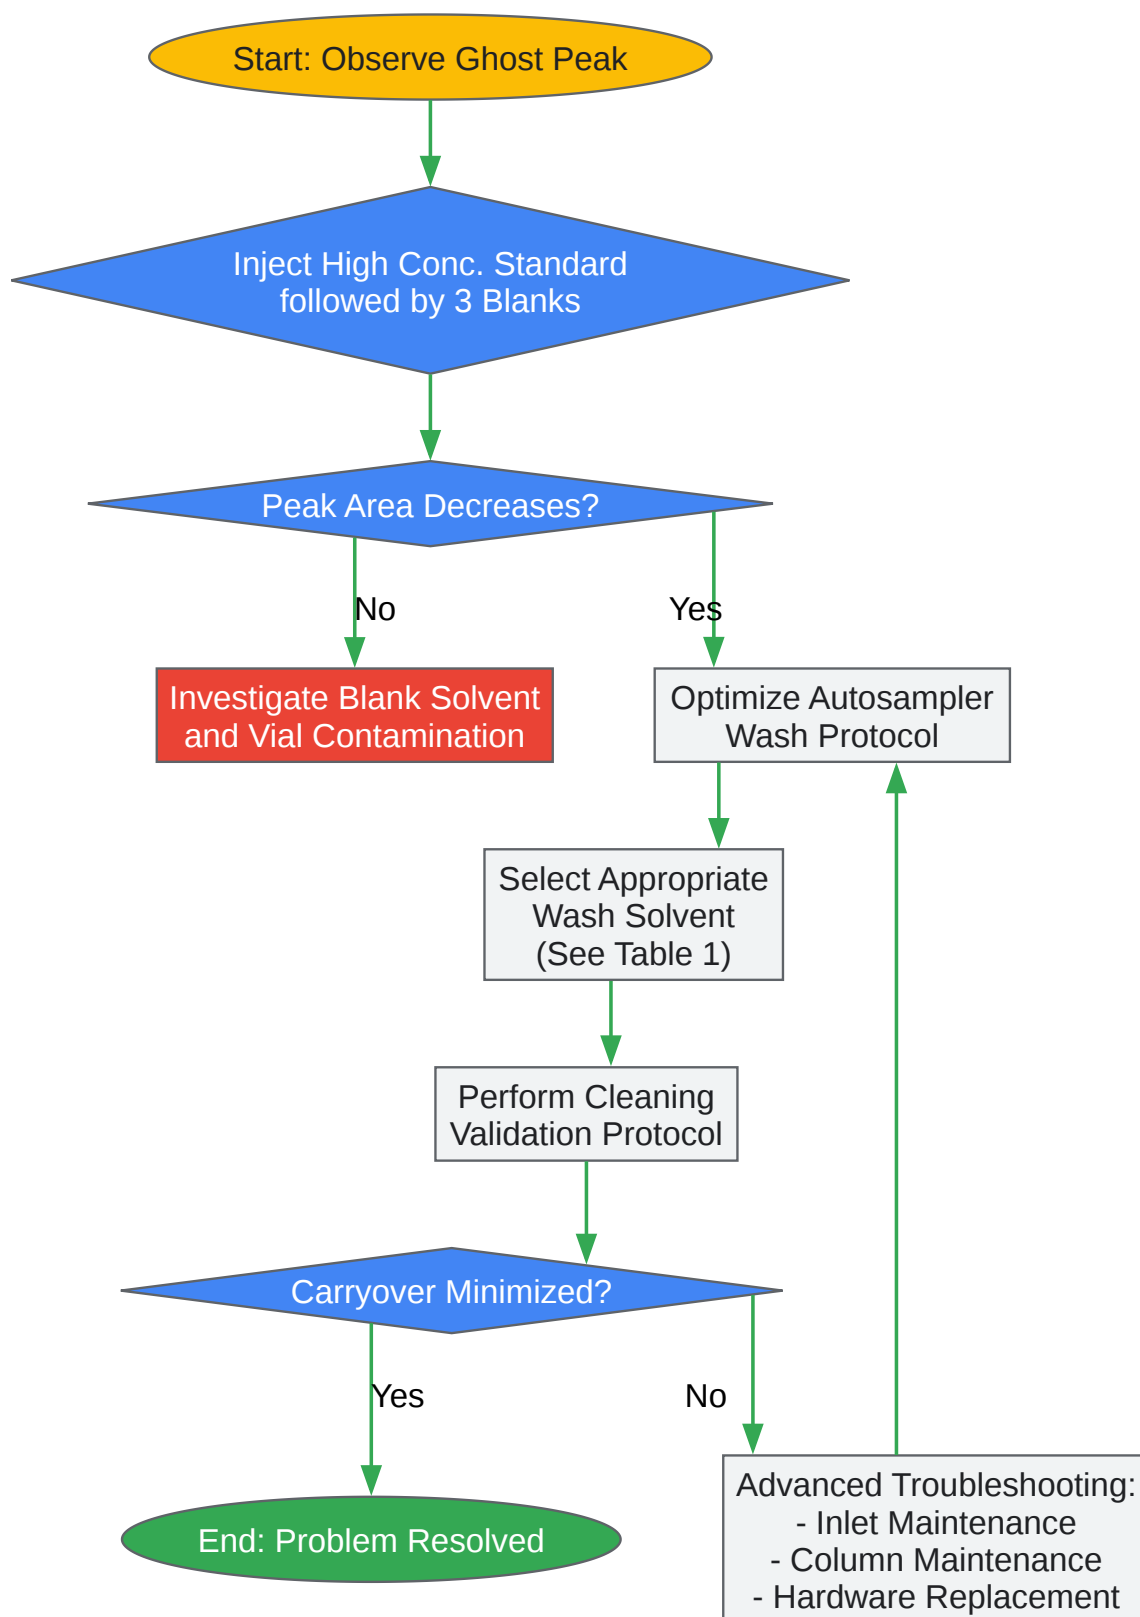 Start: Observe Ghost Peak
Inject High Conc. Standard
followed by 3 Blanks
Peak Area Decreases?
No
Yes
Investigate Blank Solvent
and Vial Contamination
Optimize Autosampler
Wash Protocol
Select Appropriate
Wash Solvent
(See Table 1)
Perform Cleaning
Validation Protocol
Carryover Minimized?
Yes
No
End: Problem Resolved
Advanced Troubleshooting:
- Inlet Maintenance
- Column Maintenance
- Hardware Replacement